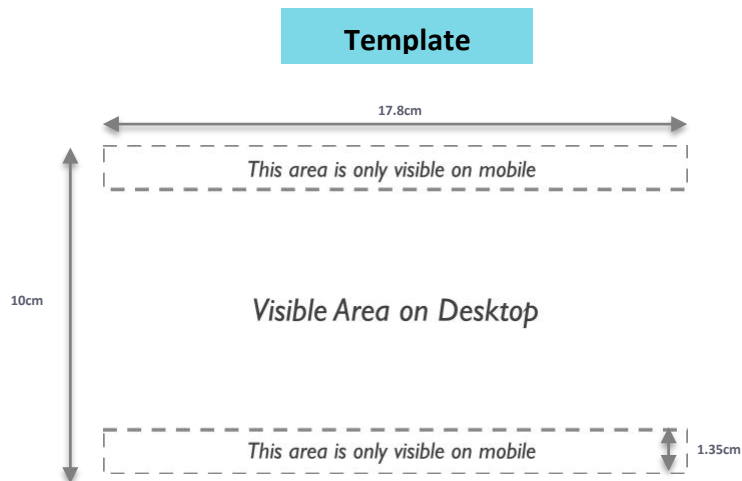 Template
17.8cm
This area is only visible on mobile
10cm
Visible Area on Desktop
This area is only visible on mobile
1.35cm